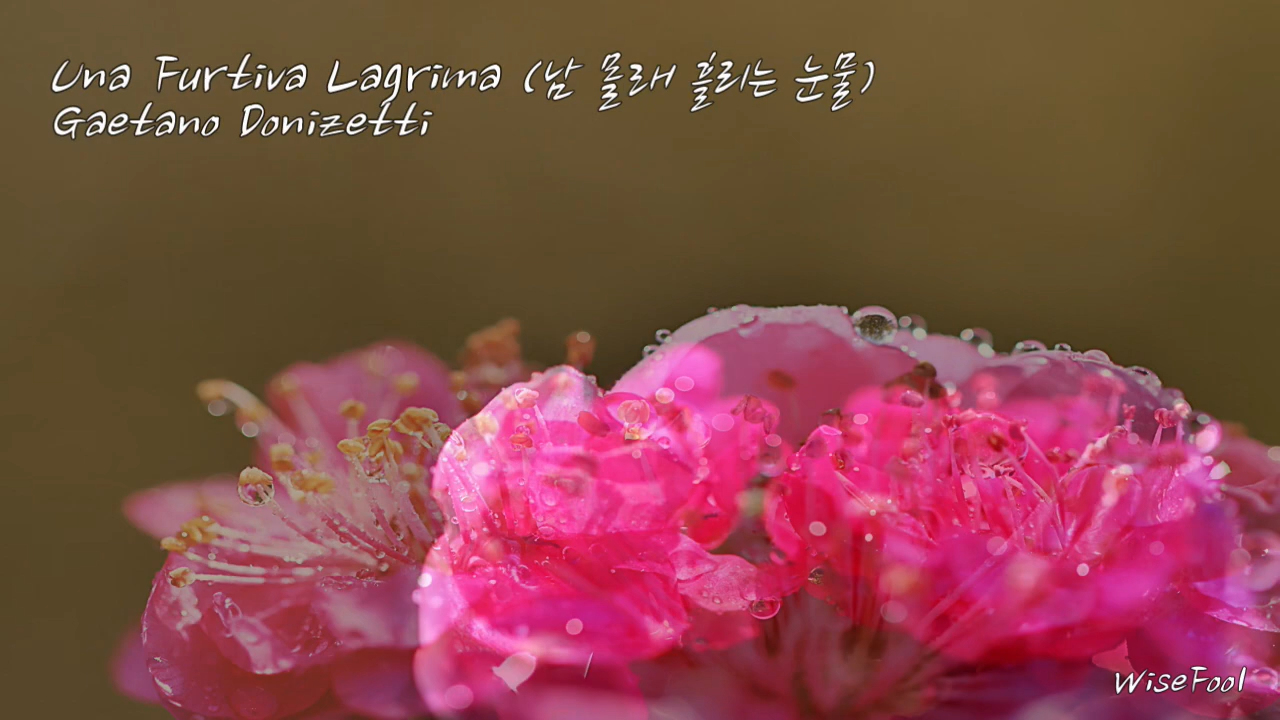 Una Furtiva Lagrima (남 몰래 흘리는 눈물)
Gaetano Donizetti
WiseFool